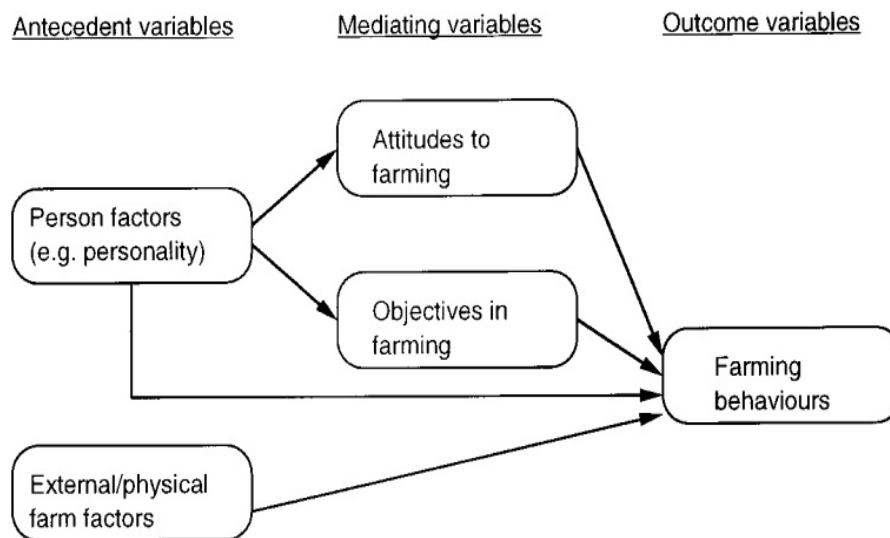 Antecedent variables
Mediating variables
Outcome variables
Attitudes to
farming
Person factors
(e.g. personality)
Objectives in
farming
Farming
behaviours
External/physical
farm factors